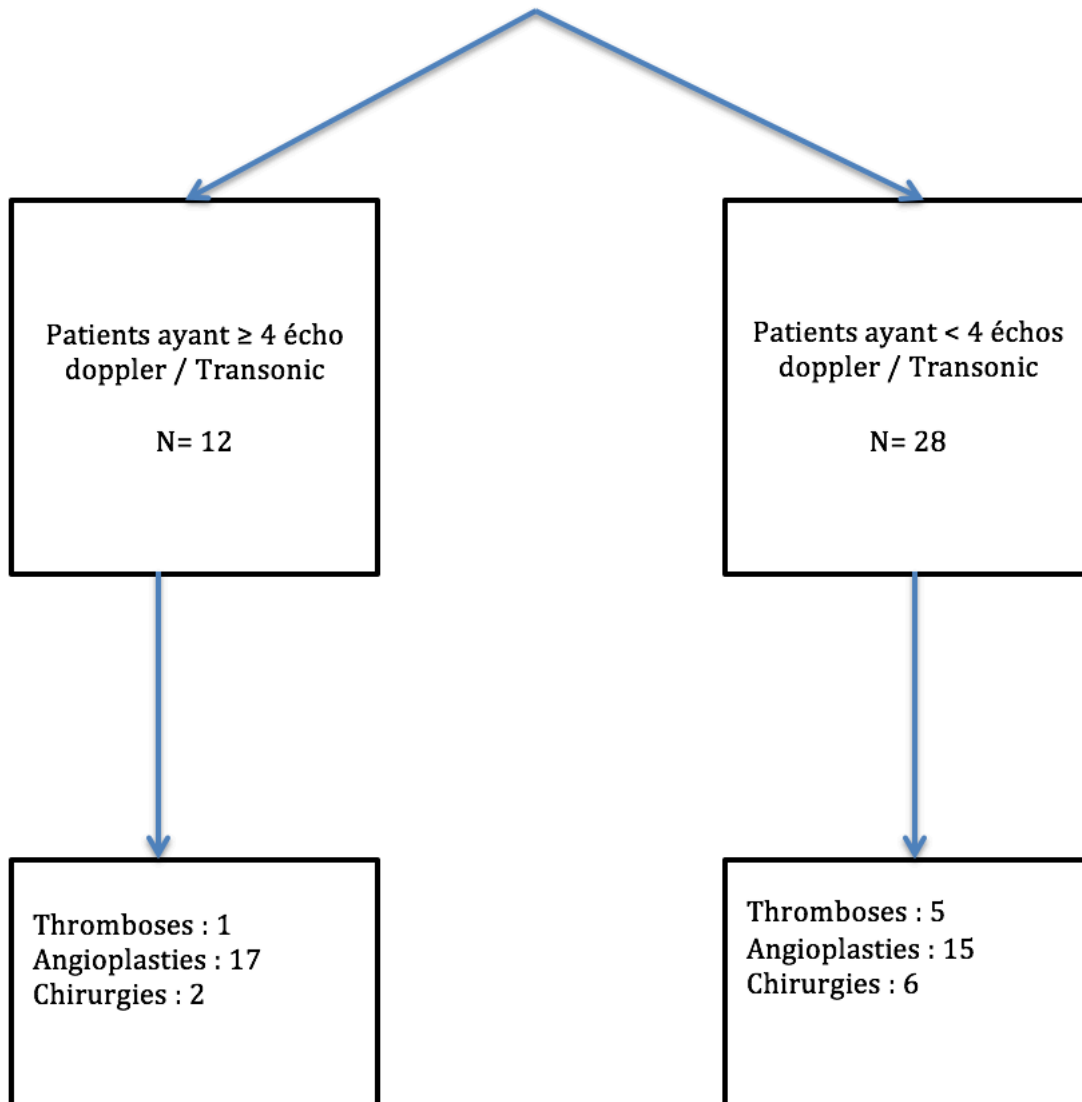 Patients ayant ≥ 4 écho
doppler / Transonic
N= 12
Patients ayant < 4 échos
doppler / Transonic
N= 28
Thromboses : 1
Angioplasties : 17
Chirurgies : 2
Thromboses : 5
Angioplasties : 15
Chirurgies : 6